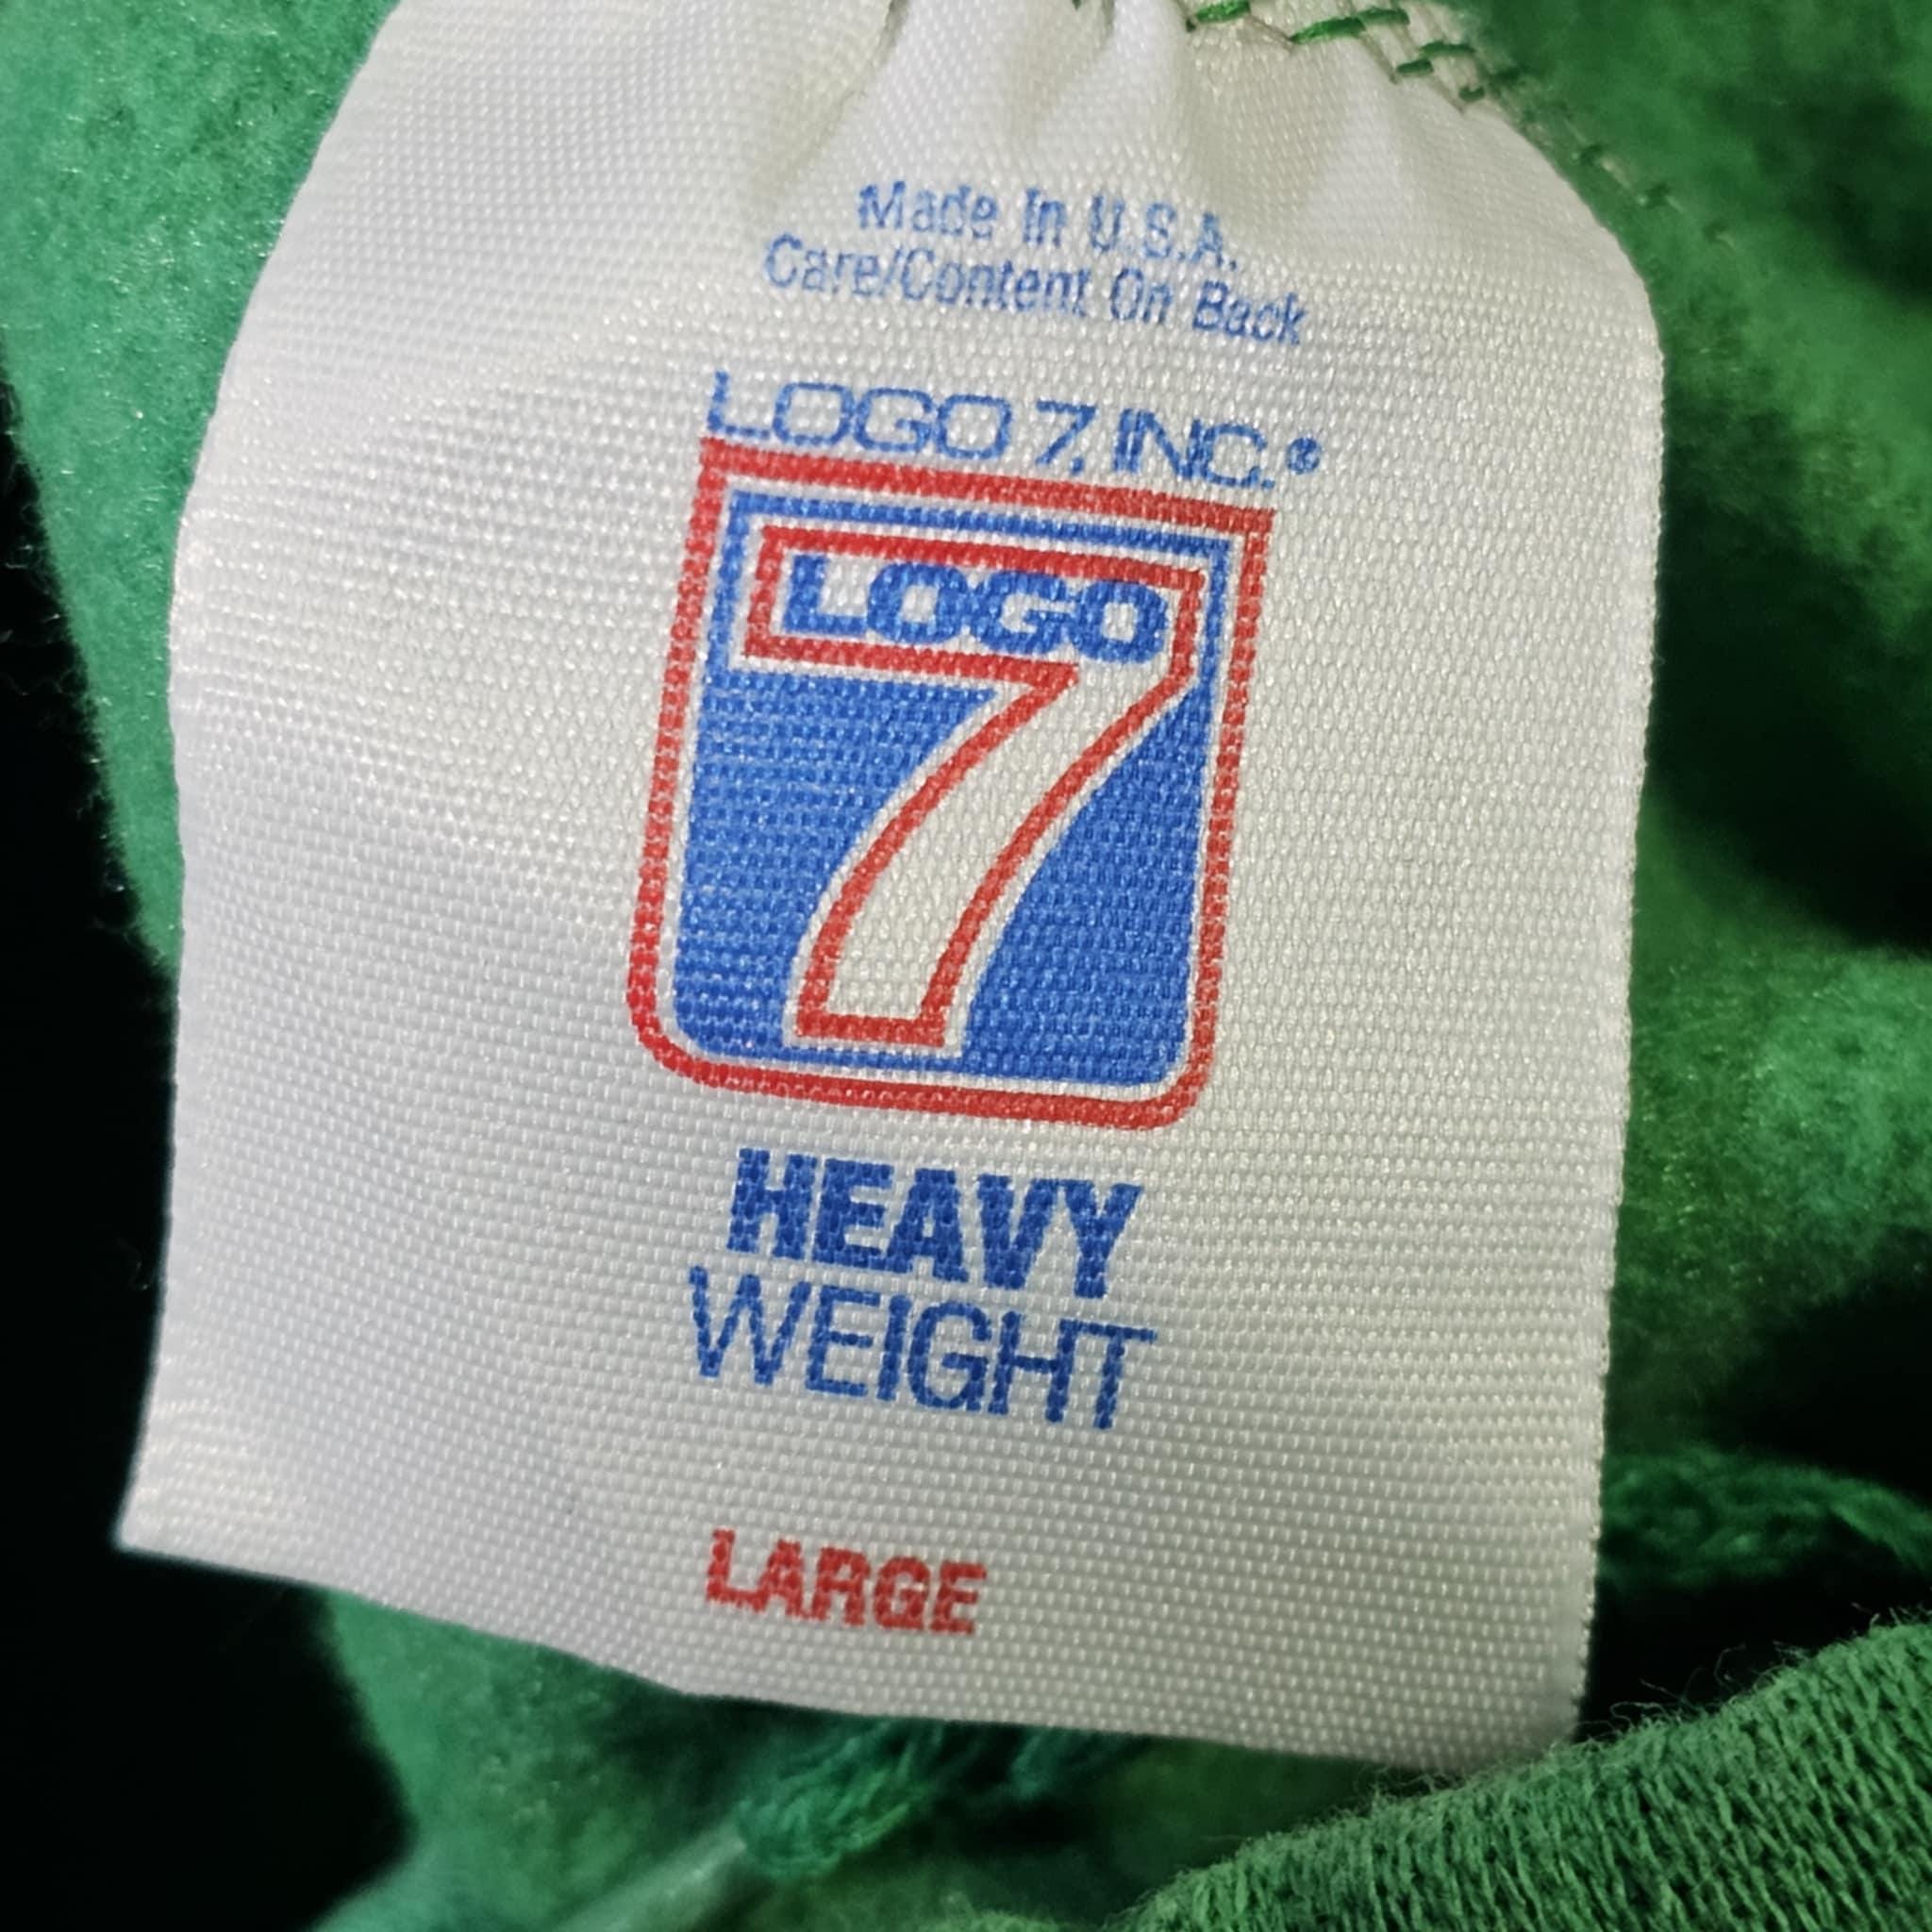 Made In U.S.A.
Care/Content On Back
LOGO 7, INC.®
LOGO
7
HEAVY
WEIGHT
LARGE